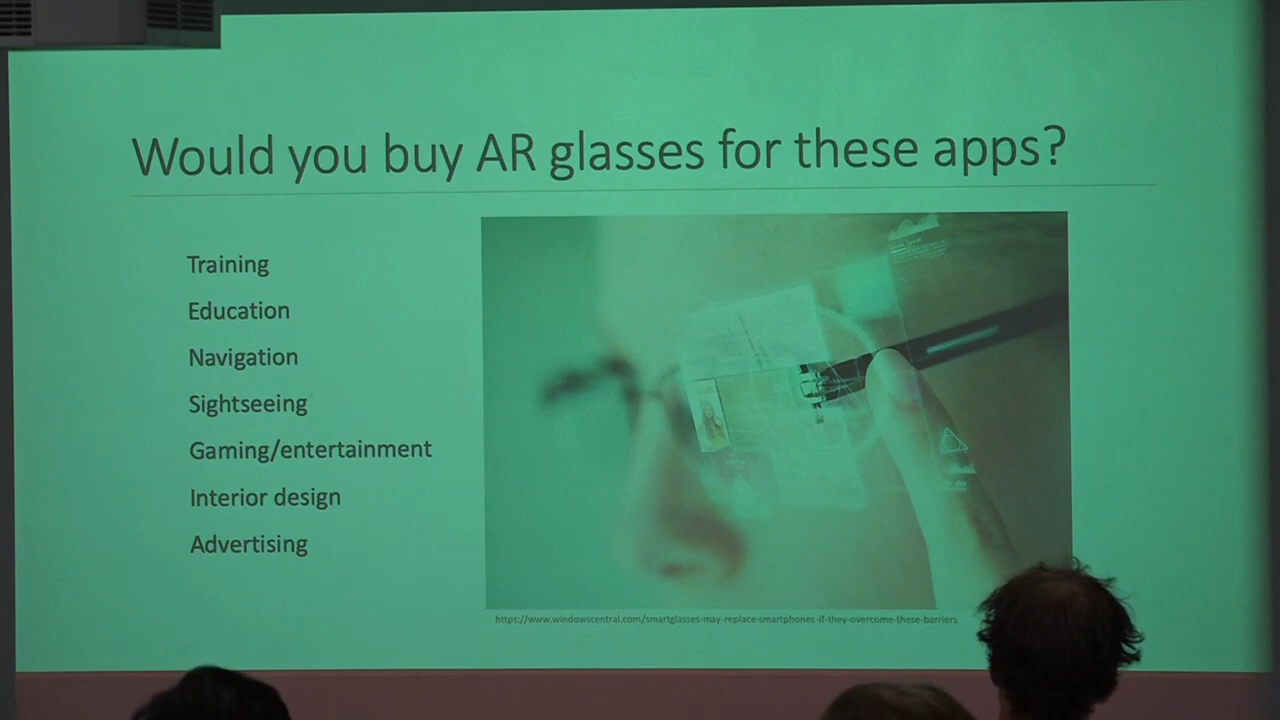 Would you buy AR glasses for these apps?
Training
Education
Navigation
Sightseeing
Gaming/entertainment
Interior design
Advertising
https://www.windowscentral.com/smartglasses-may-replace-smartphones-if-they-overcome-these-barriers